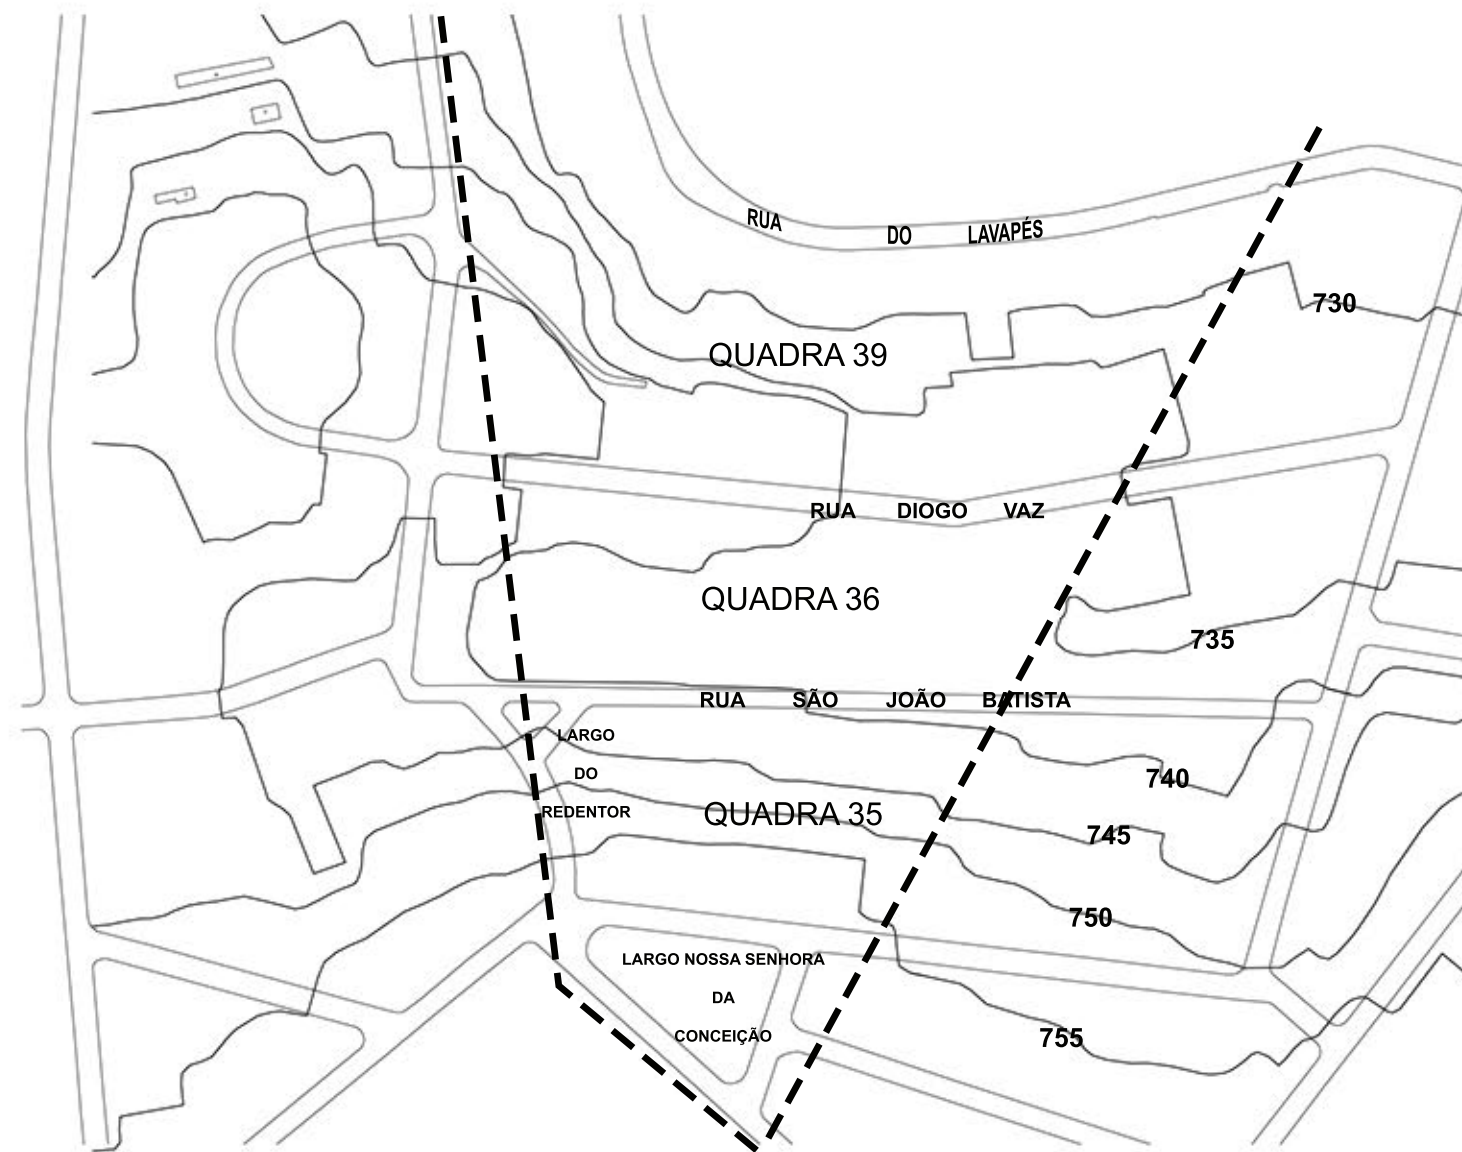 RUA DO LAVAPÉS
730
QUADRA 39
RUA DIOGO VAZ
QUADRA 36
735
RUA SÃO JOÃO BATISTA
LARGO
DO
REDENTOR
740
QUADRA 35
745
750
LARGO NOSSA SENHORA
DA
CONCEIÇÃO
755